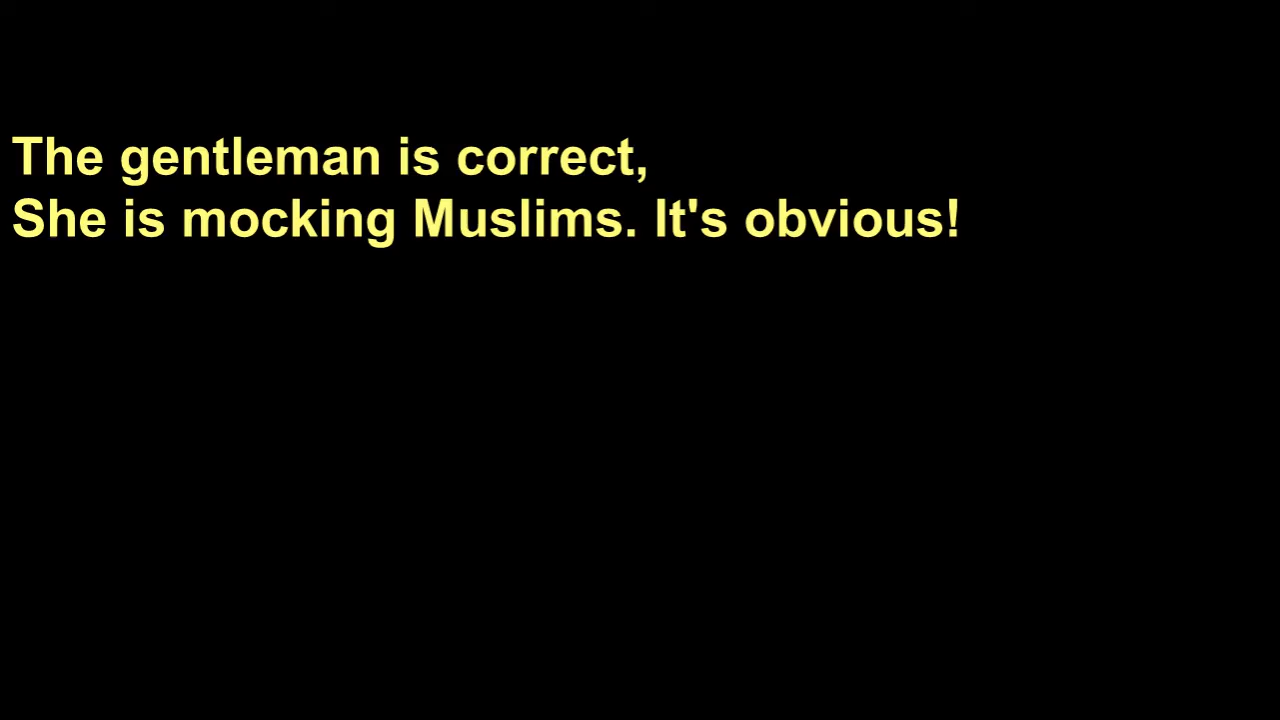 The gentleman is correct,
She is mocking Muslims. It's obvious!